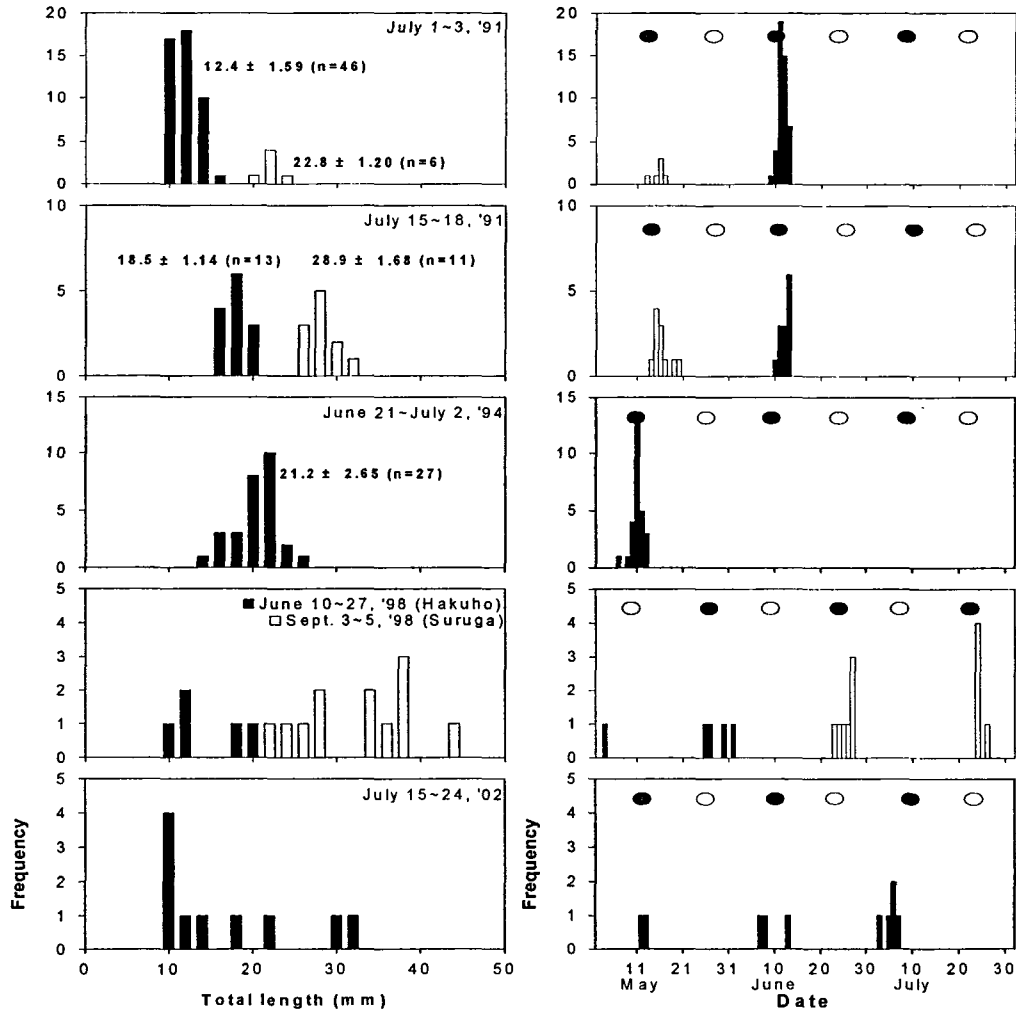 20
15
10
5
0
July 1~3, '91
12.4 ± 1.59 (n=46)
22.8 ± 1.20 (n=6)
20
15
10
5
0
10
5
0
July 15~18, '91
18.5 ± 1.14 (n=13)
28.9 ± 1.68 (n=11)
10
5
0
15
10
5
0
June 21~July 2, '94
21.2 ± 2.65 (n=27)
15
10
5
0
5
4
3
2
1
0
June 10~27, '98 (Hakuho)
Sept. 3~5, '98 (Suruga)
5
4
3
2
1
0
Frequency
5
4
3
2
1
0
July 15~24, '02
0 10 20 30 40 50
Total length (mm)
Frequency
5
4
3
2
1
0
11 21 31 10 20 30 10 20 30
May June July
Date